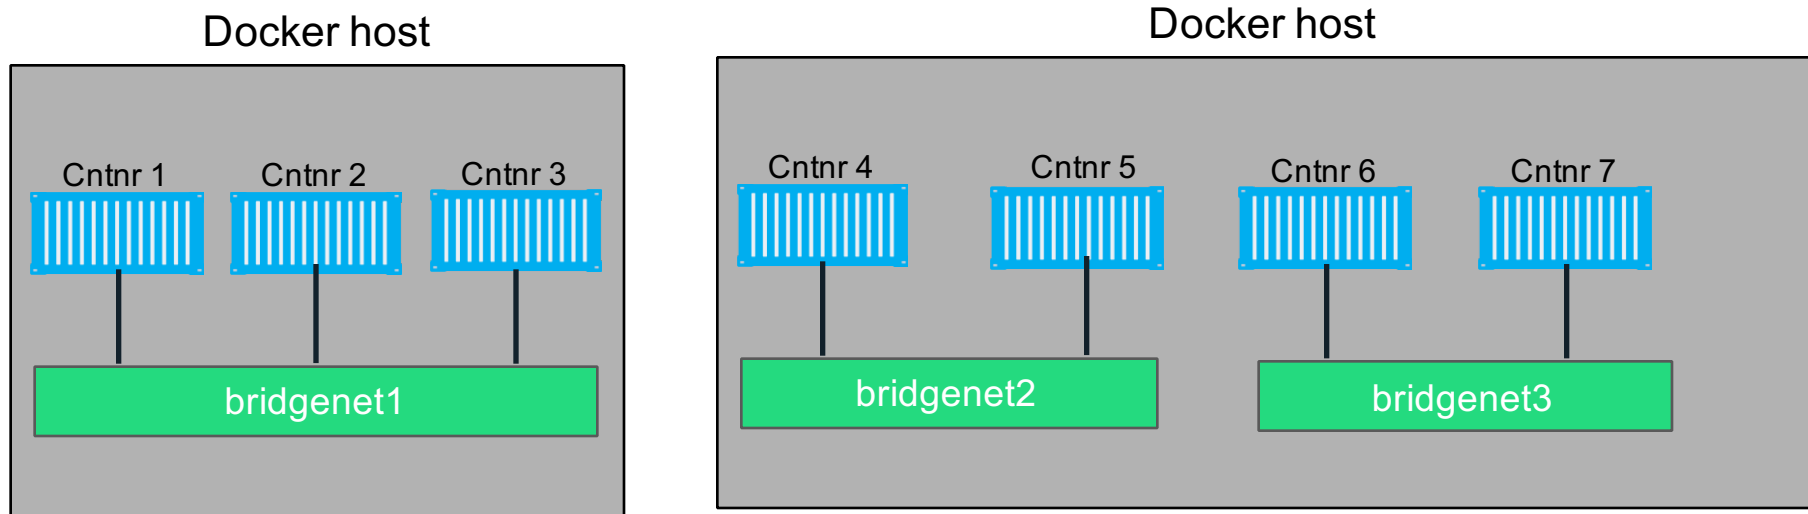 Docker host
Cntnr 1
Cntnr 2
Cntnr 3
bridgenet1
Docker host
Cntnr 4
Cntnr 5
Cntnr 6
Cntnr 7
bridgenet2
bridgenet3